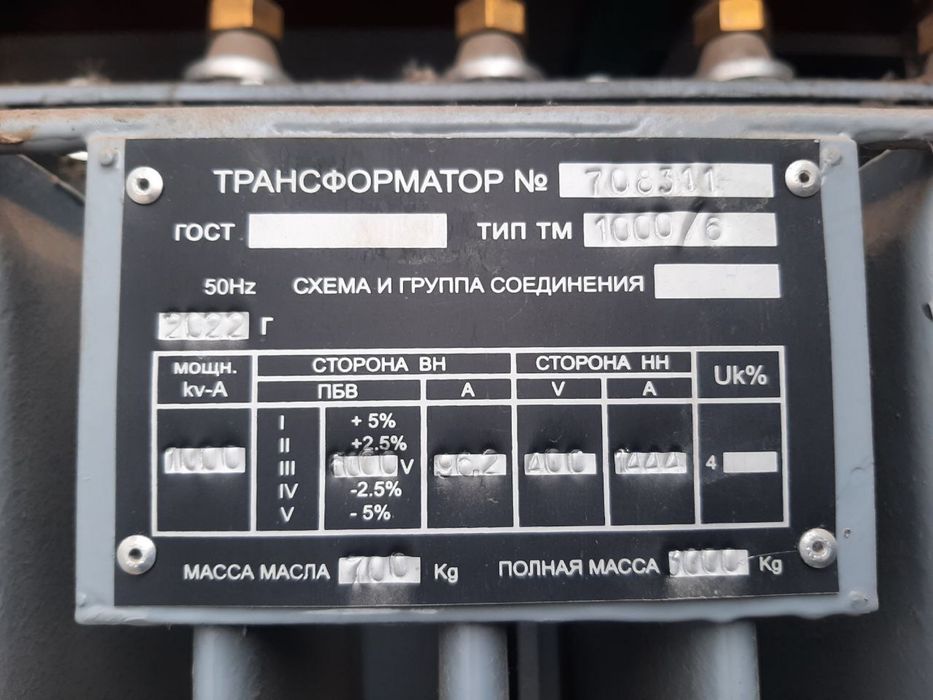 ТРАНСФОРМАТОР № 708311
ГОСТ ТИП ТМ 1000/6
50Hz СХЕМА И ГРУППА СОЕДИНЕНИЯ
2022 Г
МОЩН. kv-A СТОРОНА ВН СТОРОНА НН Uk%
ПБВ А V А
I + 5%
II +2.5%
1000 III V 96.2 400 1444 4
IV -2.5%
V - 5%
МАССА МАСЛА 700 Kg ПОЛНАЯ МАССА Kg